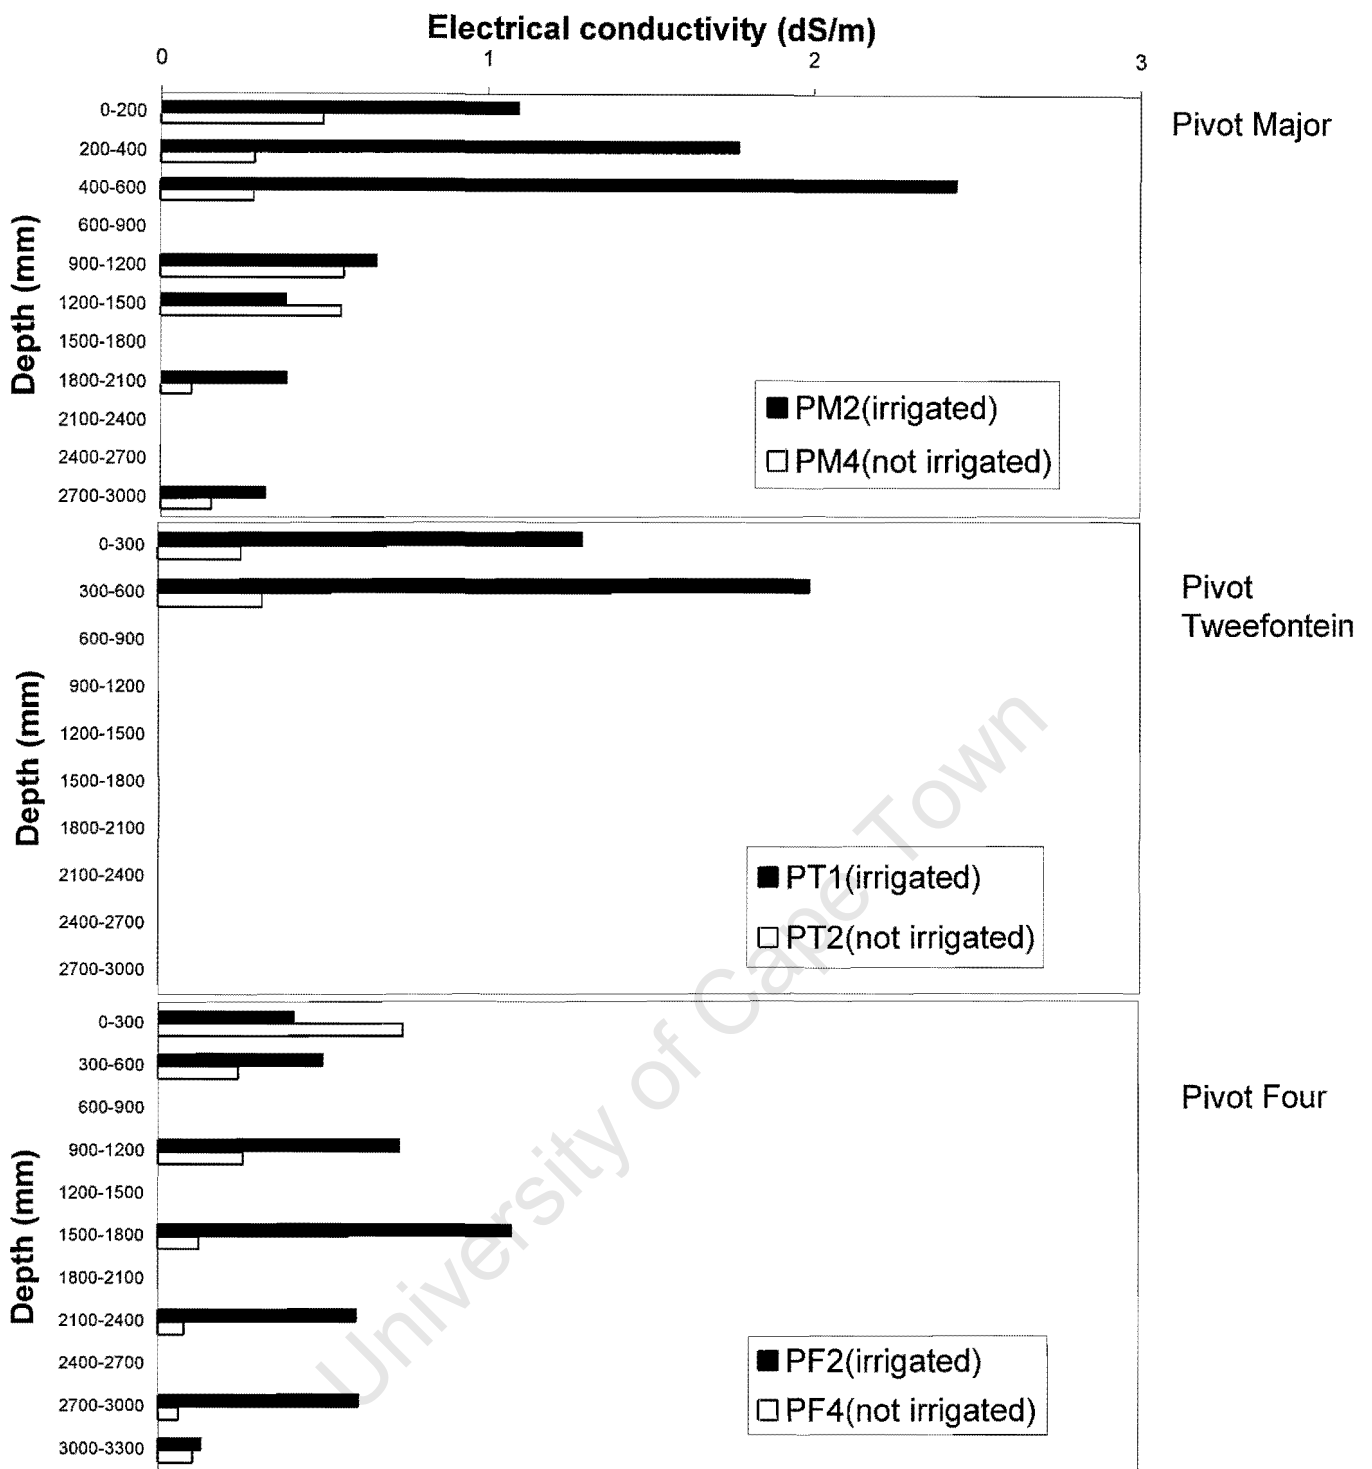 Electrical conductivity (dS/m)
0 1 2 3
Pivot Major
Depth (mm)
0-200
200-400
400-600
600-900
900-1200
1200-1500
1500-1800
1800-2100
2100-2400
2400-2700
2700-3000
PM2(irrigated)
PM4(not irrigated)
Pivot
Tweefontein
Depth (mm)
0-300
300-600
600-900
900-1200
1200-1500
1500-1800
1800-2100
2100-2400
2400-2700
2700-3000
PT1(irrigated)
PT2(not irrigated)
Pivot Four
Depth (mm)
0-300
300-600
600-900
900-1200
1200-1500
1500-1800
1800-2100
2100-2400
2400-2700
2700-3000
3000-3300
PF2(irrigated)
PF4(not irrigated)
University of Cape Town